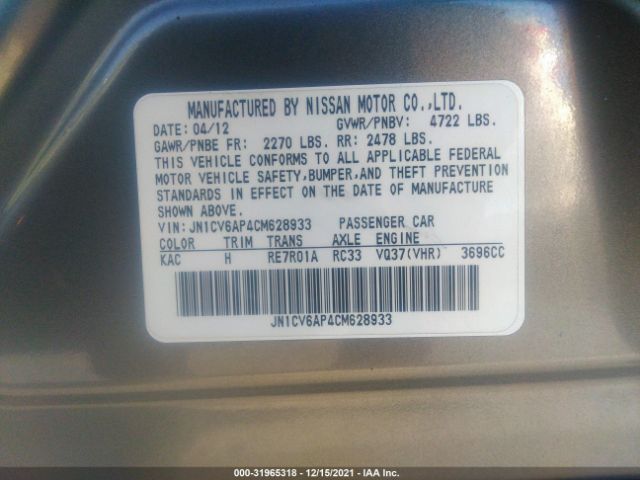 MANUFACTURED BY NISSAN MOTOR CO.,LTD.
DATE: 04/12 GVWR/PNBV: 4722 LBS.
GAWR/PNBE FR: 2270 LBS. RR: 2478 LBS.
THIS VEHICLE CONFORMS TO ALL APPLICABLE FEDERAL
MOTOR VEHICLE SAFETY, BUMPER, AND THEFT PREVENTION
STANDARDS IN EFFECT ON THE DATE OF MANUFACTURE
SHOWN ABOVE.
VIN: JN1CV6AP4CM628933 PASSENGER CAR
COLOR TRIM TRANS AXLE ENGINE
KAC H RE7R01A RC33 VQ37(VHR) 3696CC
JN1CV6AP4CM628933
000-31965318 - 12/15/2021 - IAA Inc.